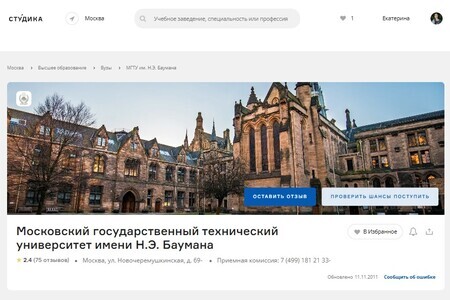 СТУДИКА
Москва
Учебное заведение, специальность или профессия
1
Екатерина
Москва
Высшее образование
Вузы
МГТУ им. Н.Э. Баумана
ОСТАВИТЬ ОТЗЫВ
ПРОВЕРИТЬ ШАНСЫ ПОСТУПИТЬ
Московский государственный технический
университет имени Н.Э. Баумана
В Избранное
2.4 (75 отзывов) • Москва, ул. Новочеремушкинская, д. 69- • Приемная комиссия: 7 (499) 181 21 33-
Обновлено 11.11.2011 Сообщить об ошибке